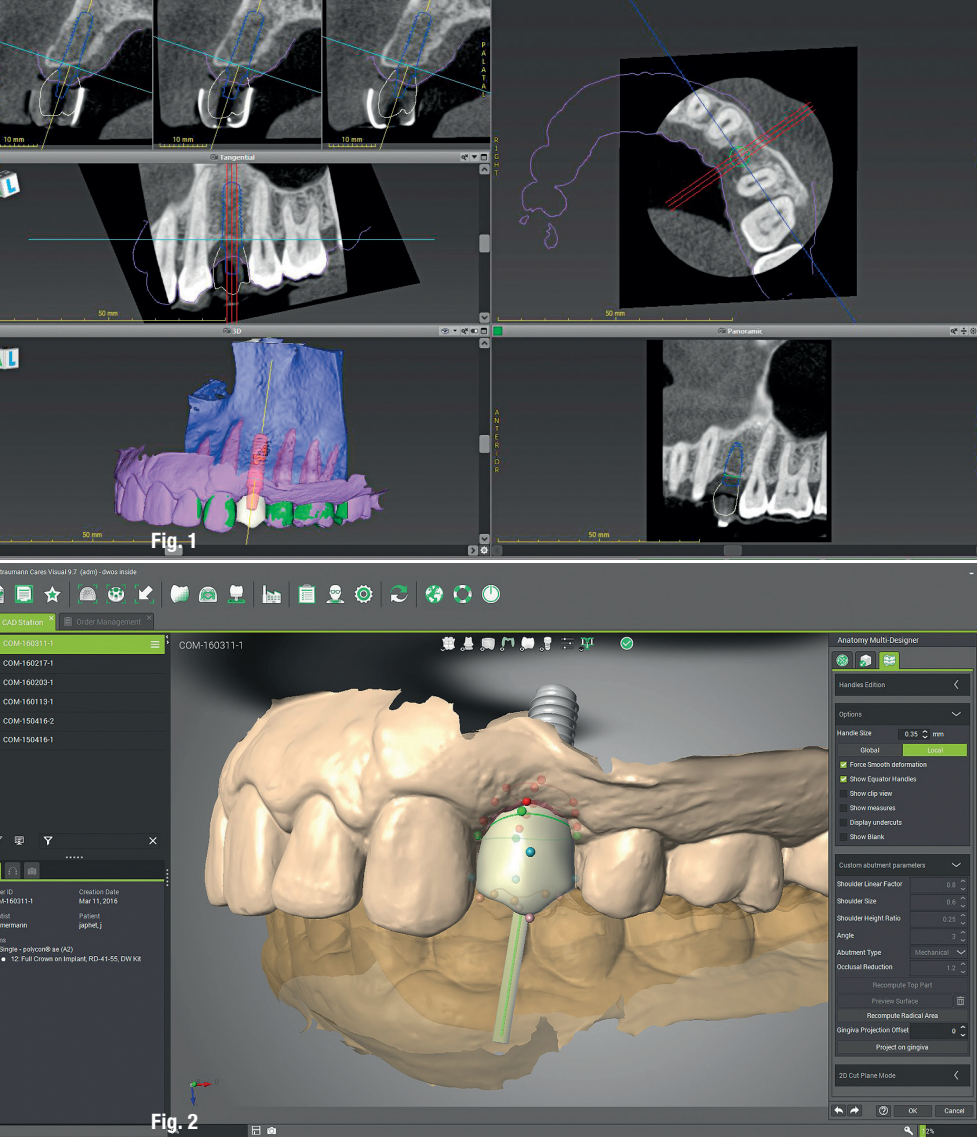 PALATAL
10 mm
10 mm
10 mm
RIGHT
Tangential
L
50 mm
50 mm
3D
Panoramic
L
ANTERIOR
50 mm
50 mm
Fig. 1
traumann Cares Visual 9.7 (adm) - dwos inside
CAD Station
Order Management
COM-160311-1
COM-160217-1
COM-160203-1
COM-160113-1
COM-150416-2
COM-150416-1
er ID
Creation Date
M-160311-1
Mar 11, 2016
tist
Patient
mermann
japhet, j
ns
Single - polycon® ae (A2)
12: Full Crown on Implant, RD-41-55, DW Kit
COM-160311-1
Anatomy Multi-Designer
Handles Edition
Options
Handle Size 0.35 mm
Global Local
Force Smooth deformation
Show Equator Handles
Show clip view
Show measures
Display undercuts
Show Blank
Custom abutment parameters
Shoulder Linear Factor 0.8
Shoulder Size 0.6
Shoulder Height Ratio 0.25
Angle 3
Abutment Type Mechanical
Occlusal Reduction 1.2
Recompute Top Part
Preview Surface
Recompute Radical Area
Gingiva Projection Offset 0
Project on gingiva
2D Cut Plane Mode
OK Cancel
Fig. 2